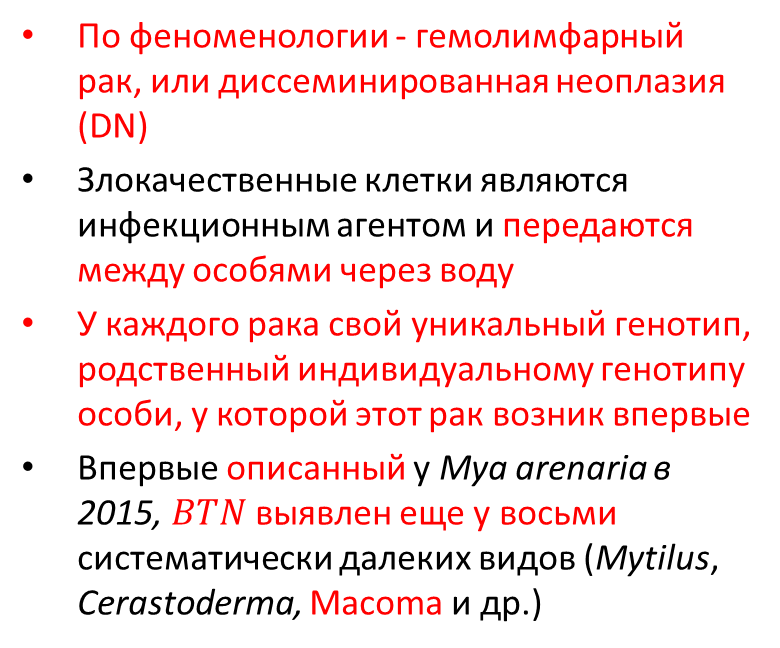 • По феноменологии - гемолимфарный
рак, или диссеминированная неоплазия
(DN)
• Злокачественные клетки являются
инфекционным агентом и передаются
между особями через воду
• У каждого рака свой уникальный генотип,
родственный индивидуальному генотипу
особи, у которой этот рак возник впервые
• Впервые описанный у Mya arenaria в
2015, BTN выявлен еще у восьми
систематически далеких видов (Mytilus,
Cerastoderma, Macoma и др.)